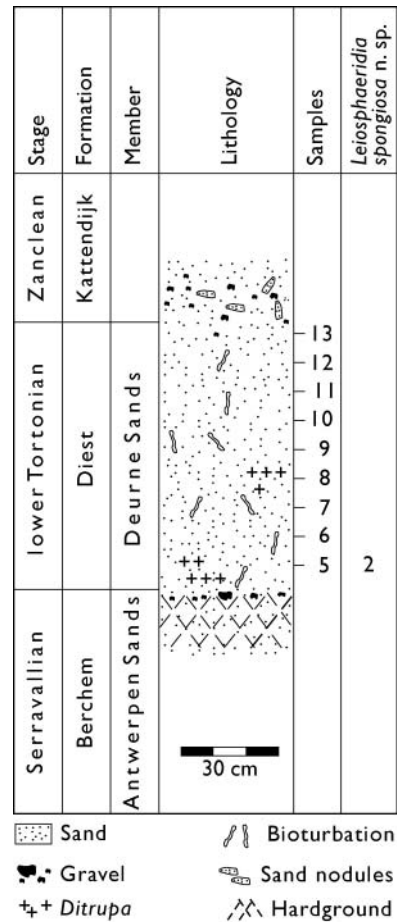 Stage
Formation
Member
Lithology
Samples
Leiosphaeridia
spongiosa n. sp.
Zanclean
Kattendijk
lower Tortonian
Diest
Deurne Sands
Serravallian
Berchem
Antwerpen Sands
13
12
11
10
9
8
7
6
5 2
30 cm
Sand
Bioturbation
Gravel
Sand nodules
Ditrupa
Hardground